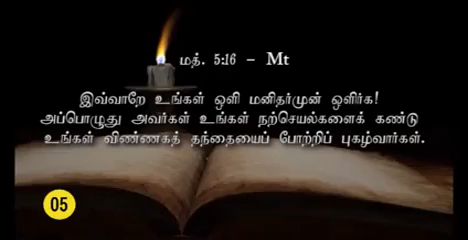 மத். 5:16 - Mt
இவ்வாறே உங்கள் ஒளி மனிதர்முன் ஒளிர்க!
அப்பொழுது அவர்கள் உங்கள் நற்செயல்களைக் கண்டு
உங்கள் விண்ணகத் தந்தையைப் போற்றிப் புகழ்வார்கள்.
05